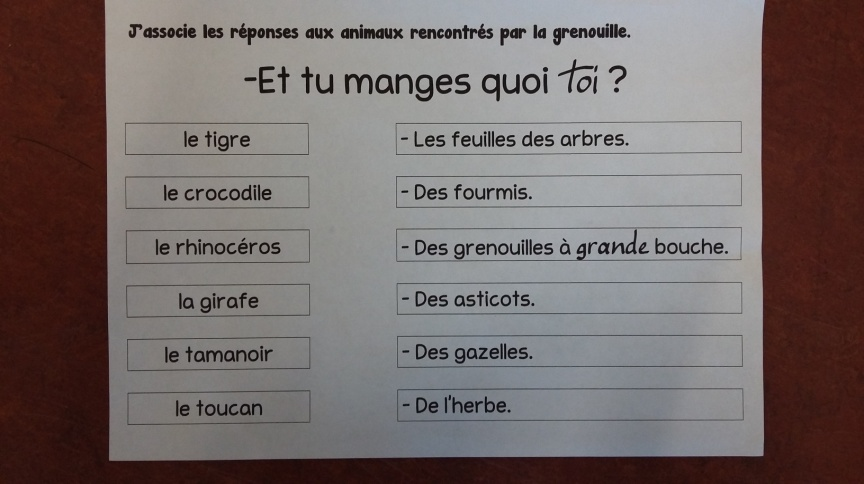 J'associe les réponses aux animaux rencontrés par la grenouille.
-Et tu manges quoi toi ?
le tigre
- Les feuilles des arbres.
le crocodile
- Des fourmis.
le rhinocéros
- Des grenouilles à grande bouche.
la girafe
- Des asticots.
le tamanoir
- Des gazelles.
le toucan
- De l'herbe.